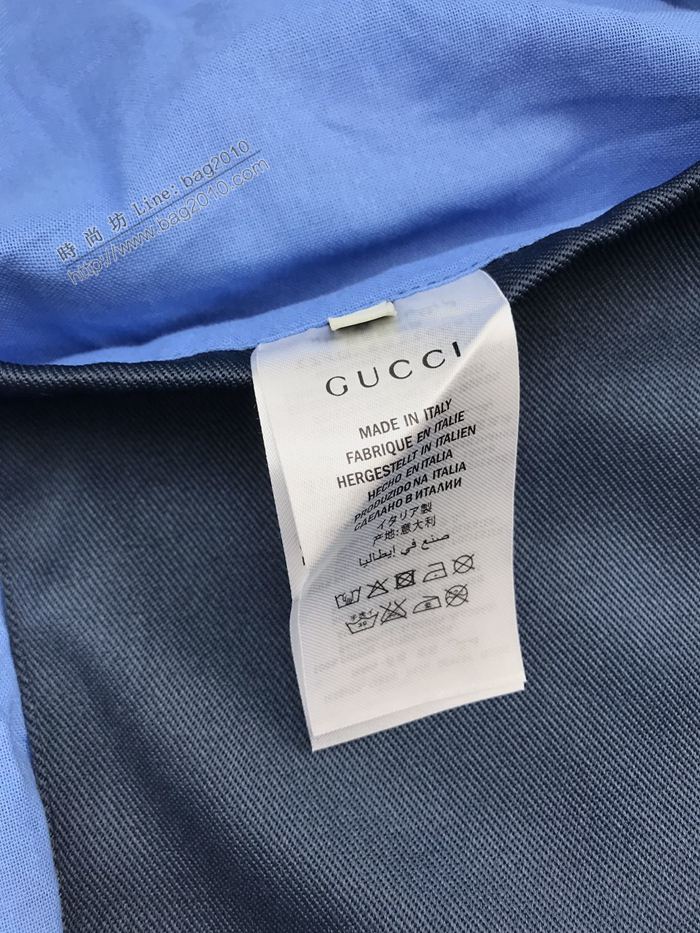 時尚坊 Line: bag2010
http://www.bag2010.com
GUCCI
MADE IN ITALY
FABRIQUE EN ITALIE
HERGESTELLT IN ITALIEN
HECHO EN ITALIA
PRODUZIDO NA ITALIA
СДЕЛАНО В ИТАЛИИ
イタリア製
产地:意大利
صنع في إيطاليا